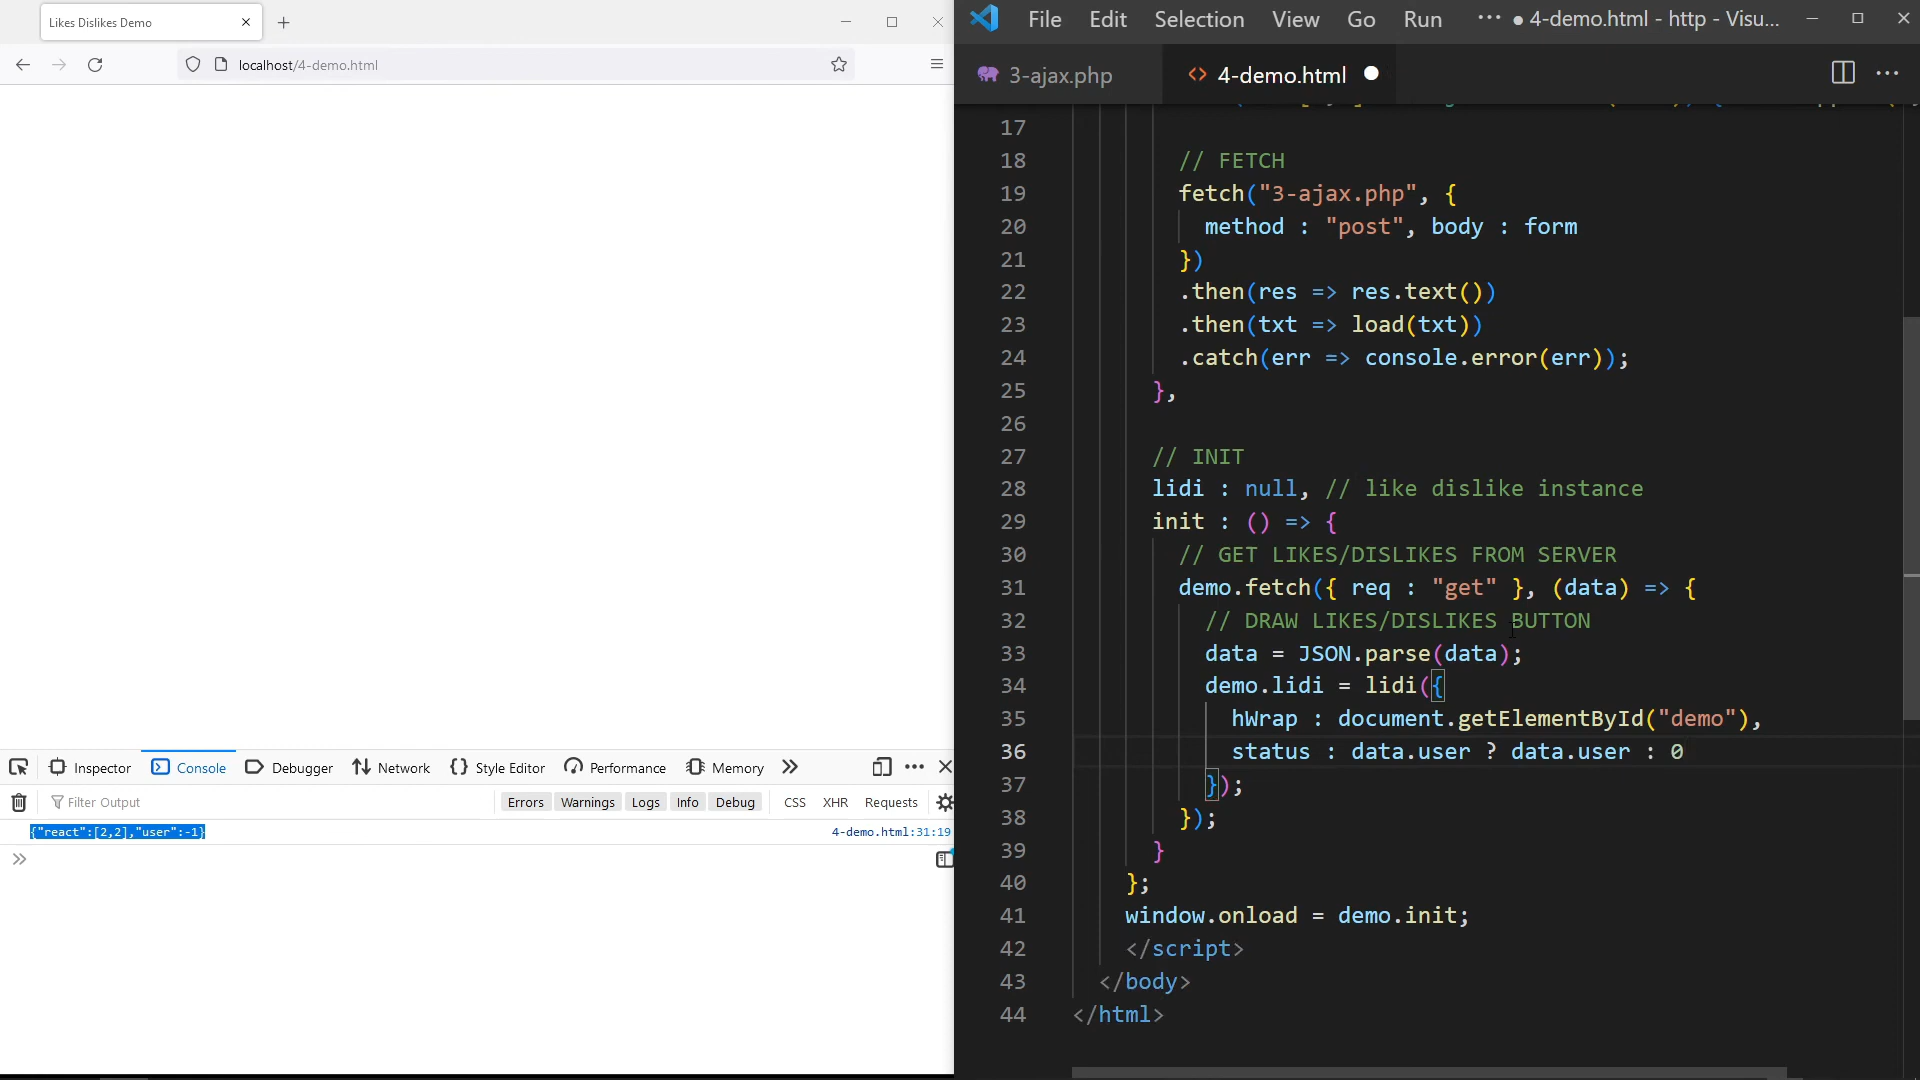 Likes Dislikes Demo
localhost/4-demo.html
Inspector
Console
Debugger
Network
{} Style Editor
Performance
Memory
Filter Output
Errors
Warnings
Logs
Info
Debug
CSS
XHR
Requests
{"react":[2,2],"user":-1}
4-demo.html:31:19
File Edit Selection View Go Run ··· ● 4-demo.html - http - Visu...
3-ajax.php
<> 4-demo.html
17
18 // FETCH
19 fetch("3-ajax.php", {
20 method : "post", body : form
21 })
22 .then(res => res.text())
23 .then(txt => load(txt))
24 .catch(err => console.error(err));
25 },
26
27 // INIT
28 lidi : null, // like dislike instance
29 init : () => {
30 // GET LIKES/DISLIKES FROM SERVER
31 demo.fetch({ req : "get" }, (data) => {
32 // DRAW LIKES/DISLIKES BUTTON
33 data = JSON.parse(data);
34 demo.lidi = lidi({
35 hWrap : document.getElementById("demo"),
36 status : data.user ? data.user : 0
37 });
38 });
39 }
40 };
41 window.onload = demo.init;
42 </script>
43 </body>
44 </html>